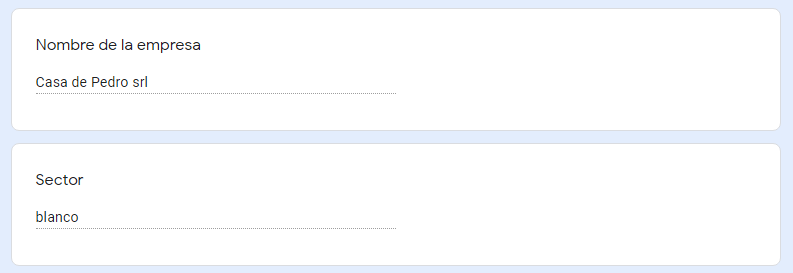 Nombre de la empresa
Casa de Pedro srl
Sector
blanco